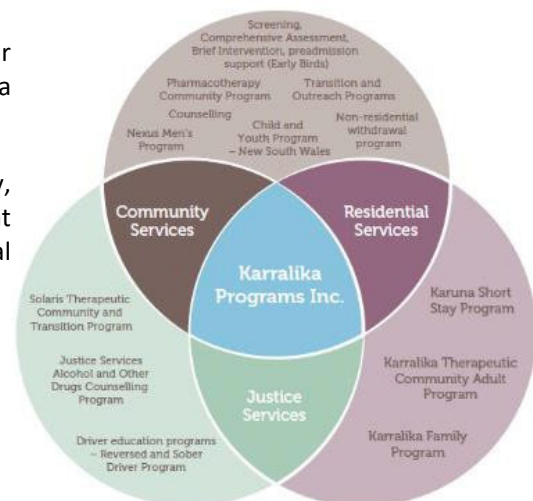 r
a
y,
nt
al
Screening,
Comprehensive Assessment,
Brief Intervention, preadmission
support (Early Birds)
Pharmacotherapy
Community Program
Transition and
Outreach Programs
Counselling
Nexus Men's
Program
Child and
Youth Program
– New South Wales
Non-residential
withdrawal
program
Community
Services
Residential
Services
Karralika
Programs Inc.
Solaris Therapeutic
Community and
Transition Program
Justice Services
Alcohol and Other
Drugs Counselling
Program
Driver education programs
– Reversed and Sober
Driver Program
Justice
Services
Karuna Short
Stay Program
Karralika Therapeutic
Community Adult
Program
Karralika Family
Program